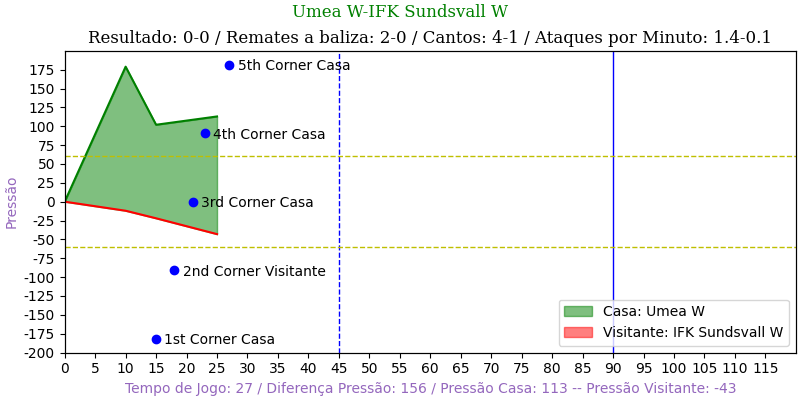 Umea W-IFK Sundsvall W
Resultado: 0-0 / Remates a baliza: 2-0 / Cantos: 4-1 / Ataques por Minuto: 1.4-0.1
Pressão
175
150
125
100
75
50
25
0
-25
-50
-75
-100
-125
-150
-175
-200
5th Corner Casa
4th Corner Casa
3rd Corner Casa
2nd Corner Visitante
1st Corner Casa
Casa: Umea W
Visitante: IFK Sundsvall W
0 5 10 15 20 25 30 35 40 45 50 55 60 65 70 75 80 85 90 95 100 105 110 115
Tempo de Jogo: 27 / Diferença Pressão: 156 / Pressão Casa: 113 -- Pressão Visitante: -43